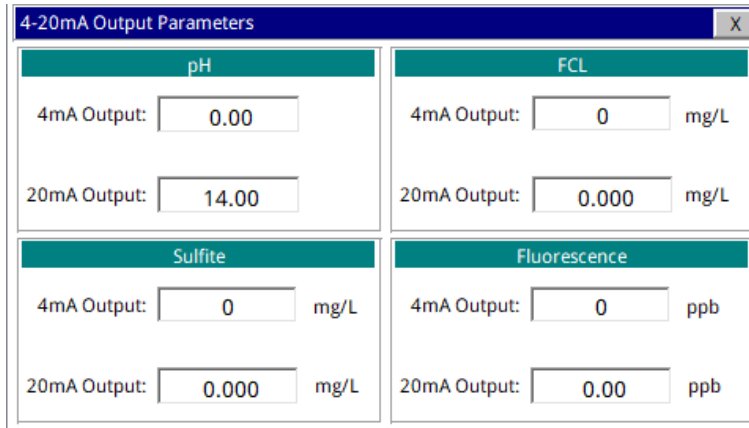 4-20mA Output Parameters X
pH
4mA Output: 0.00
20mA Output: 14.00
FCL
4mA Output: 0 mg/L
20mA Output: 0.000 mg/L
Sulfite
4mA Output: 0 mg/L
20mA Output: 0.000 mg/L
Fluorescence
4mA Output: 0 ppb
20mA Output: 0.00 ppb